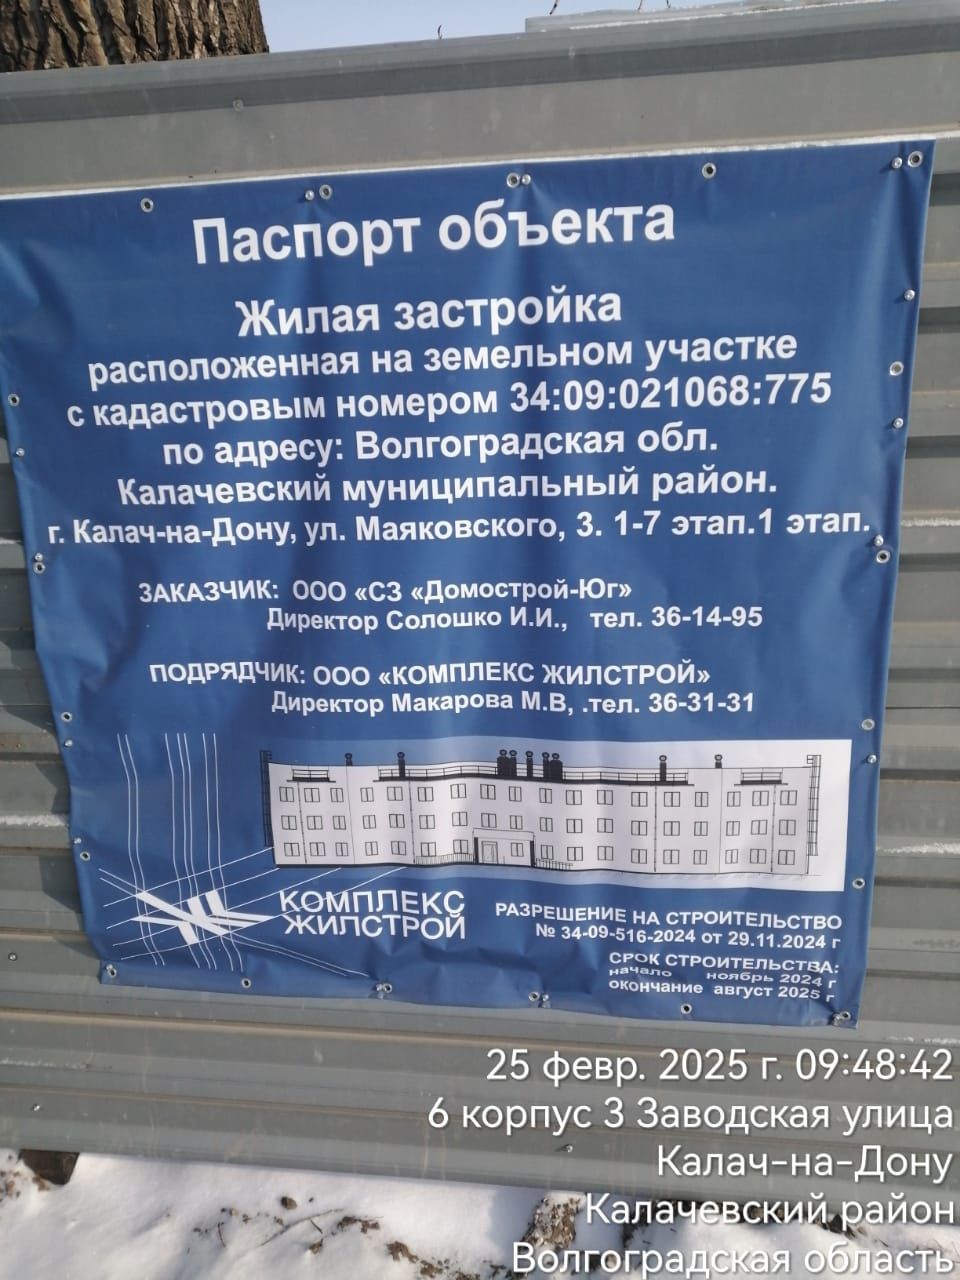 Паспорт объекта
Жилая застройка
расположенная на земельном участке
с кадастровым номером 34:09:021068:775
по адресу: Волгоградская обл.
Калачевский муниципальный район.
г. Калач-на-Дону, ул. Маяковского, 3. 1-7 этап.1 этап.
ЗАКАЗЧИК: ООО «СЗ «Домострой-Юг»
Директор Солошко И.И., тел. 36-14-95
ПОДРЯДЧИК: ООО «КОМПЛЕКС ЖИЛСТРОЙ»
Директор Макарова М.В, .тел. 36-31-31
КОМПЛЕКС
ЖИЛСТРОЙ
РАЗРЕШЕНИЕ НА СТРОИТЕЛЬСТВО
№ 34-09-516-2024 от 29.11.2024 г
СРОК СТРОИТЕЛЬСТВА:
начало ноябрь 2024 г
окончание август 2025 г
25 февр. 2025 г. 09:48:42
6 корпус 3 Заводская улица
Калач-на-Дону
Калачевский район
Волгоградская область